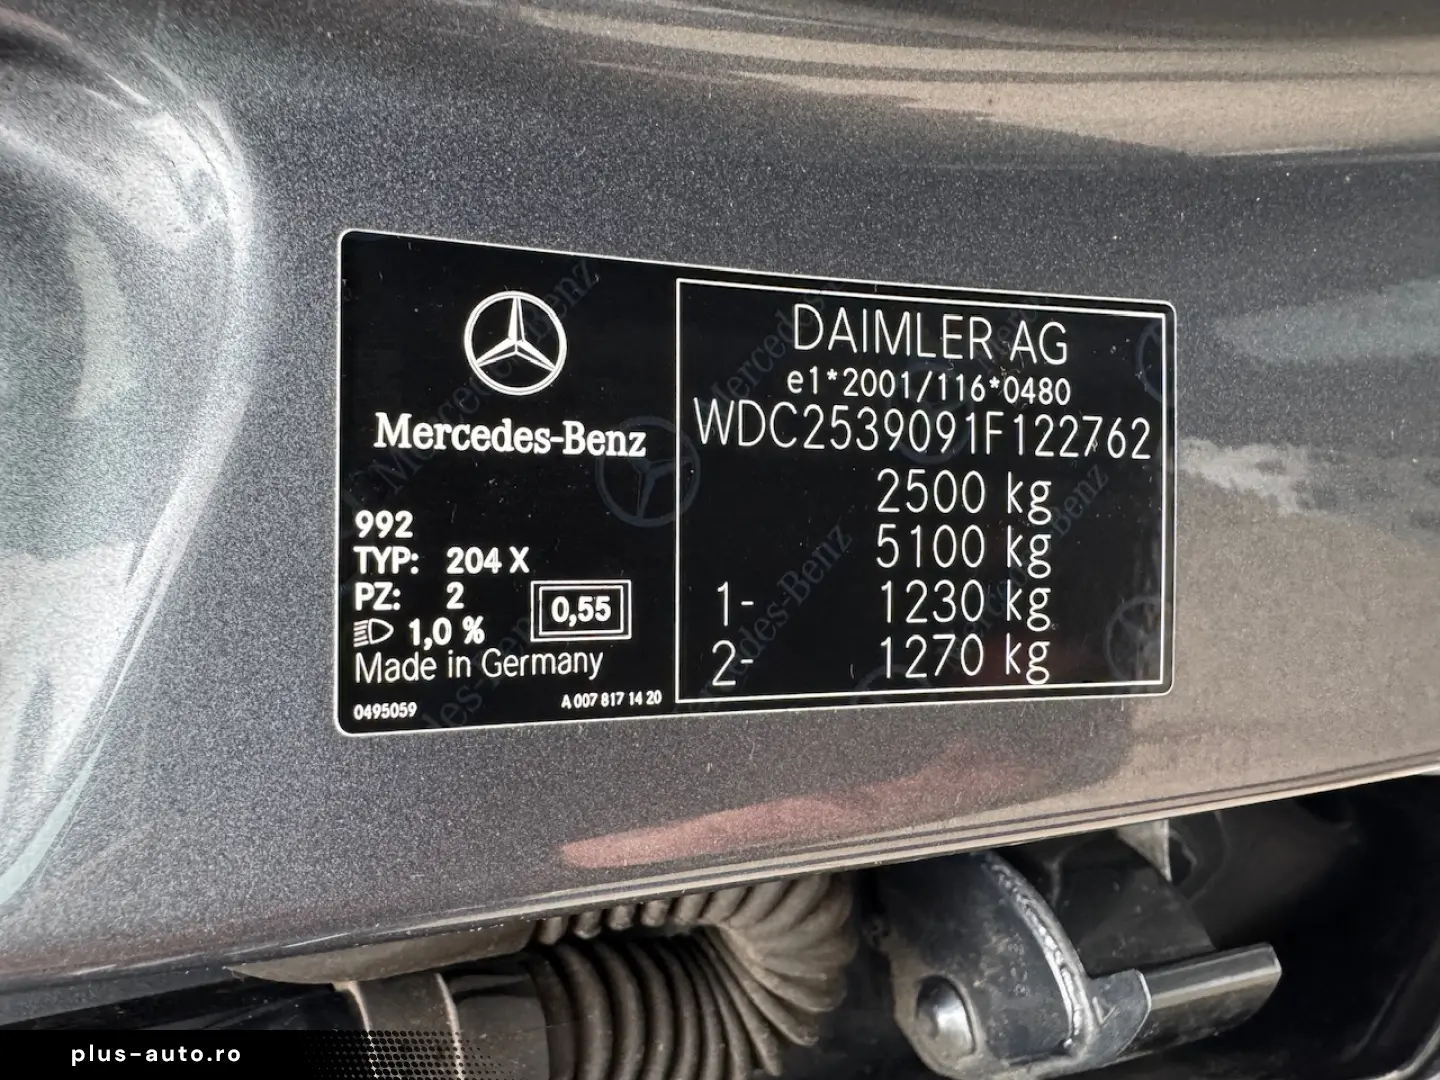 Mercedes-Benz
992
TYP: 204 X
PZ: 2
1,0 %
0,55
Made in Germany
0495059
A 007 817 14 20
DAIMLER AG
e1*2001/116*0480
WDC2539091F122762
2500 kg
5100 kg
1- 1230 kg
2- 1270 kg
plus-auto.ro